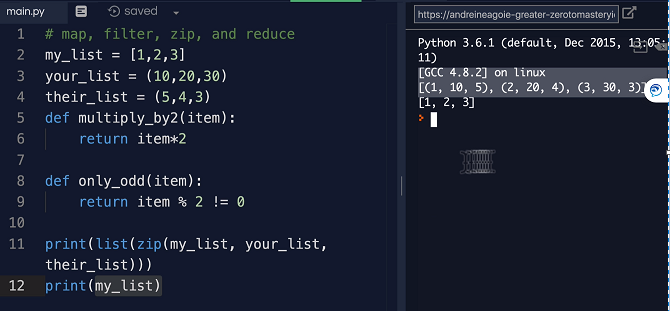 main.py
saved
https://andreineagoie-greater-zerotomasteryi
1 # map, filter, zip, and reduce
2 my_list = [1,2,3]
3 your_list = (10,20,30)
4 their_list = (5,4,3)
5 def multiply_by2(item):
6     return item*2
7
8 def only_odd(item):
9     return item % 2 != 0
10
11 print(list(zip(my_list, your_list,
their_list)))
12 print(my_list)
Python 3.6.1 (default, Dec 2015, 13:05:
11)
[GCC 4.8.2] on linux
[(1, 10, 5), (2, 20, 4), (3, 30, 3)]
[1, 2, 3]